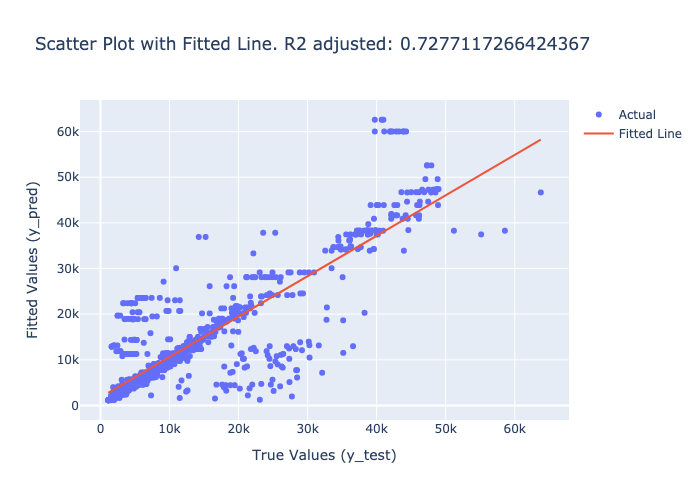 Scatter Plot with Fitted Line. R2 adjusted: 0.7277117266424367
Actual
Fitted Line
60k
50k
40k
30k
20k
10k
0
Fitted Values (y_pred)
0 10k 20k 30k 40k 50k 60k
True Values (y_test)